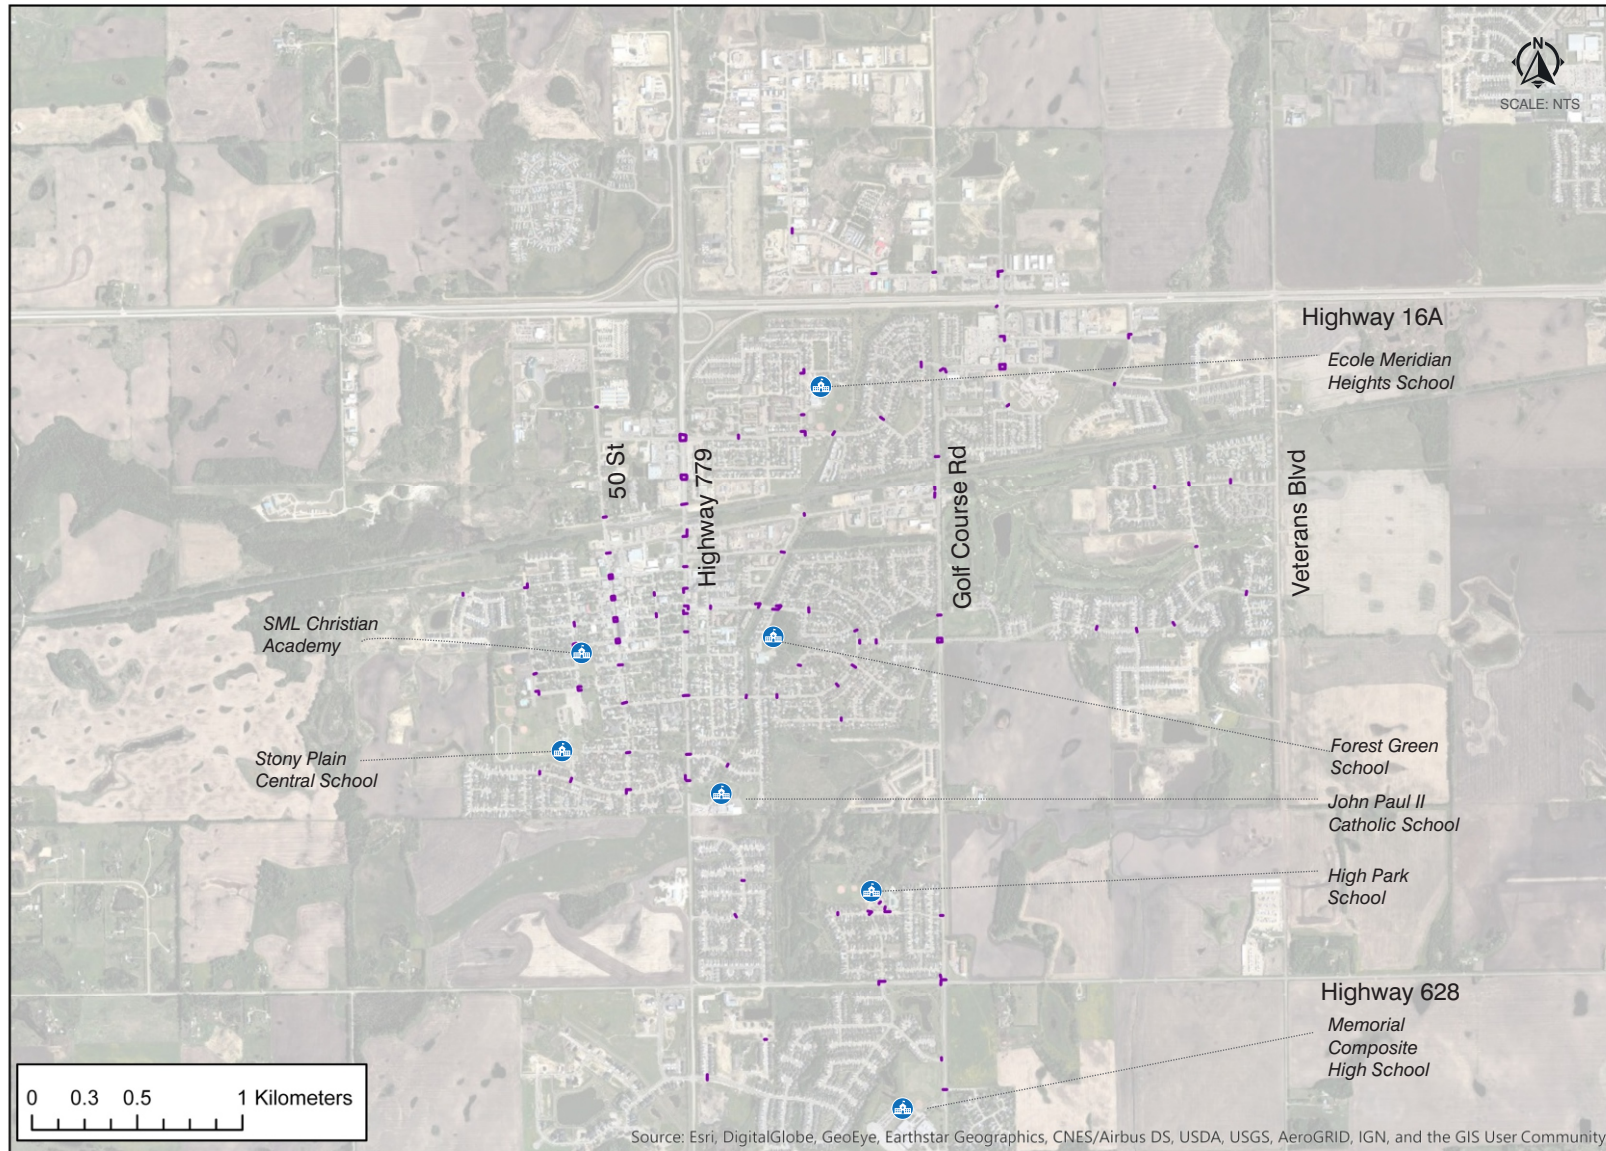 N
SCALE: NTS
Highway 16A
Ecole Meridian
Heights School
50 St
Highway 779
Golf Course Rd
Veterans Blvd
SML Christian
Academy
Stony Plain
Central School
Forest Green
School
John Paul II
Catholic School
High Park
School
Highway 628
Memorial
Composite
High School
0 0.3 0.5 1 Kilometers
Source: Esri, DigitalGlobe, GeoEye, Earthstar Geographics, CNES/Airbus DS, USDA, USGS, AeroGRID, IGN, and the GIS User Community